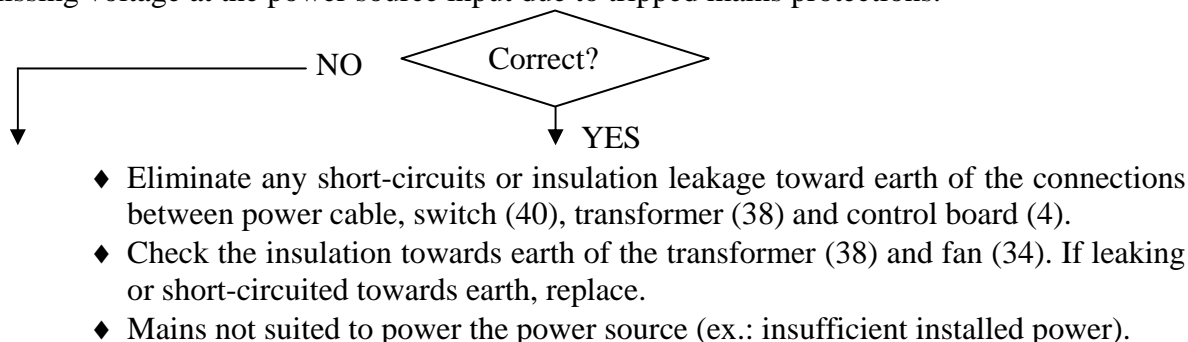 voltage at the power source input due to tripped mains protections.
NO Correct?
YES
♦ Eliminate any short-circuits or insulation leakage toward earth of the connections
between power cable, switch (40), transformer (38) and control board (4).
♦ Check the insulation towards earth of the transformer (38) and fan (34). If leaking
or short-circuited towards earth, replace.
♦ Mains not suited to power the power source (ex.: insufficient installed power).